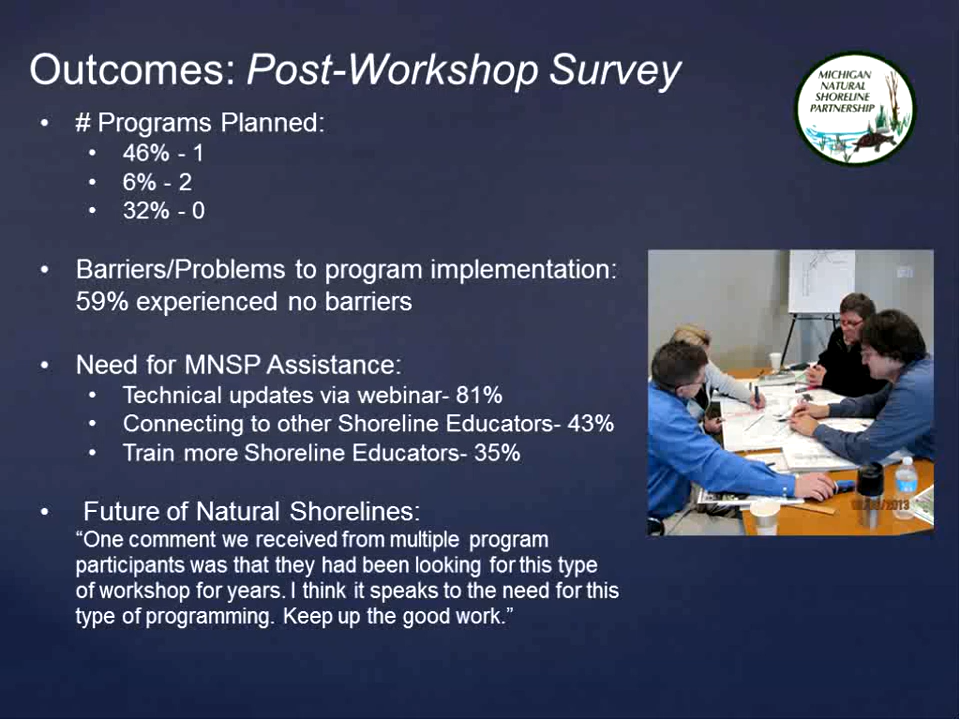 Outcomes: Post-Workshop Survey
MICHIGAN
NATURAL
SHORELINE
PARTNERSHIP
• # Programs Planned:
• 46% - 1
• 6% - 2
• 32% - 0
• Barriers/Problems to program implementation:
59% experienced no barriers
• Need for MNSP Assistance:
• Technical updates via webinar- 81%
• Connecting to other Shoreline Educators- 43%
• Train more Shoreline Educators- 35%
• Future of Natural Shorelines:
“One comment we received from multiple program
participants was that they had been looking for this type
of workshop for years. I think it speaks to the need for this
type of programming. Keep up the good work.”